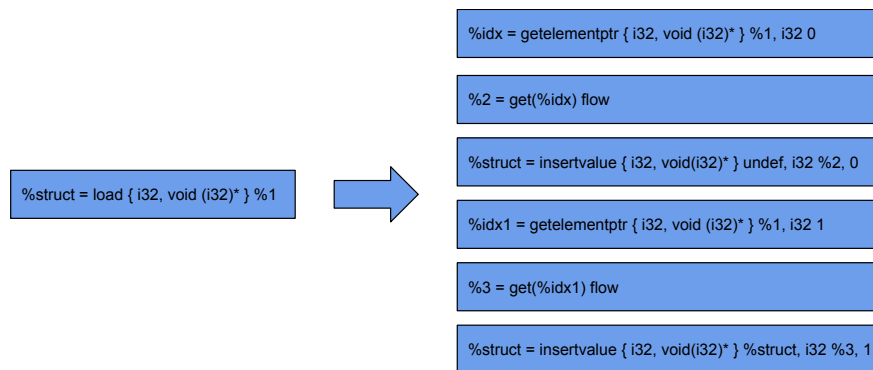 %struct = load { i32, void (i32)* } %1
%idx = getelementptr { i32, void (i32)* } %1, i32 0
%2 = get(%idx) flow
%struct = insertvalue { i32, void(i32)* } undef, i32 %2, 0
%idx1 = getelementptr { i32, void (i32)* } %1, i32 1
%3 = get(%idx1) flow
%struct = insertvalue { i32, void(i32)* } %struct, i32 %3, 1